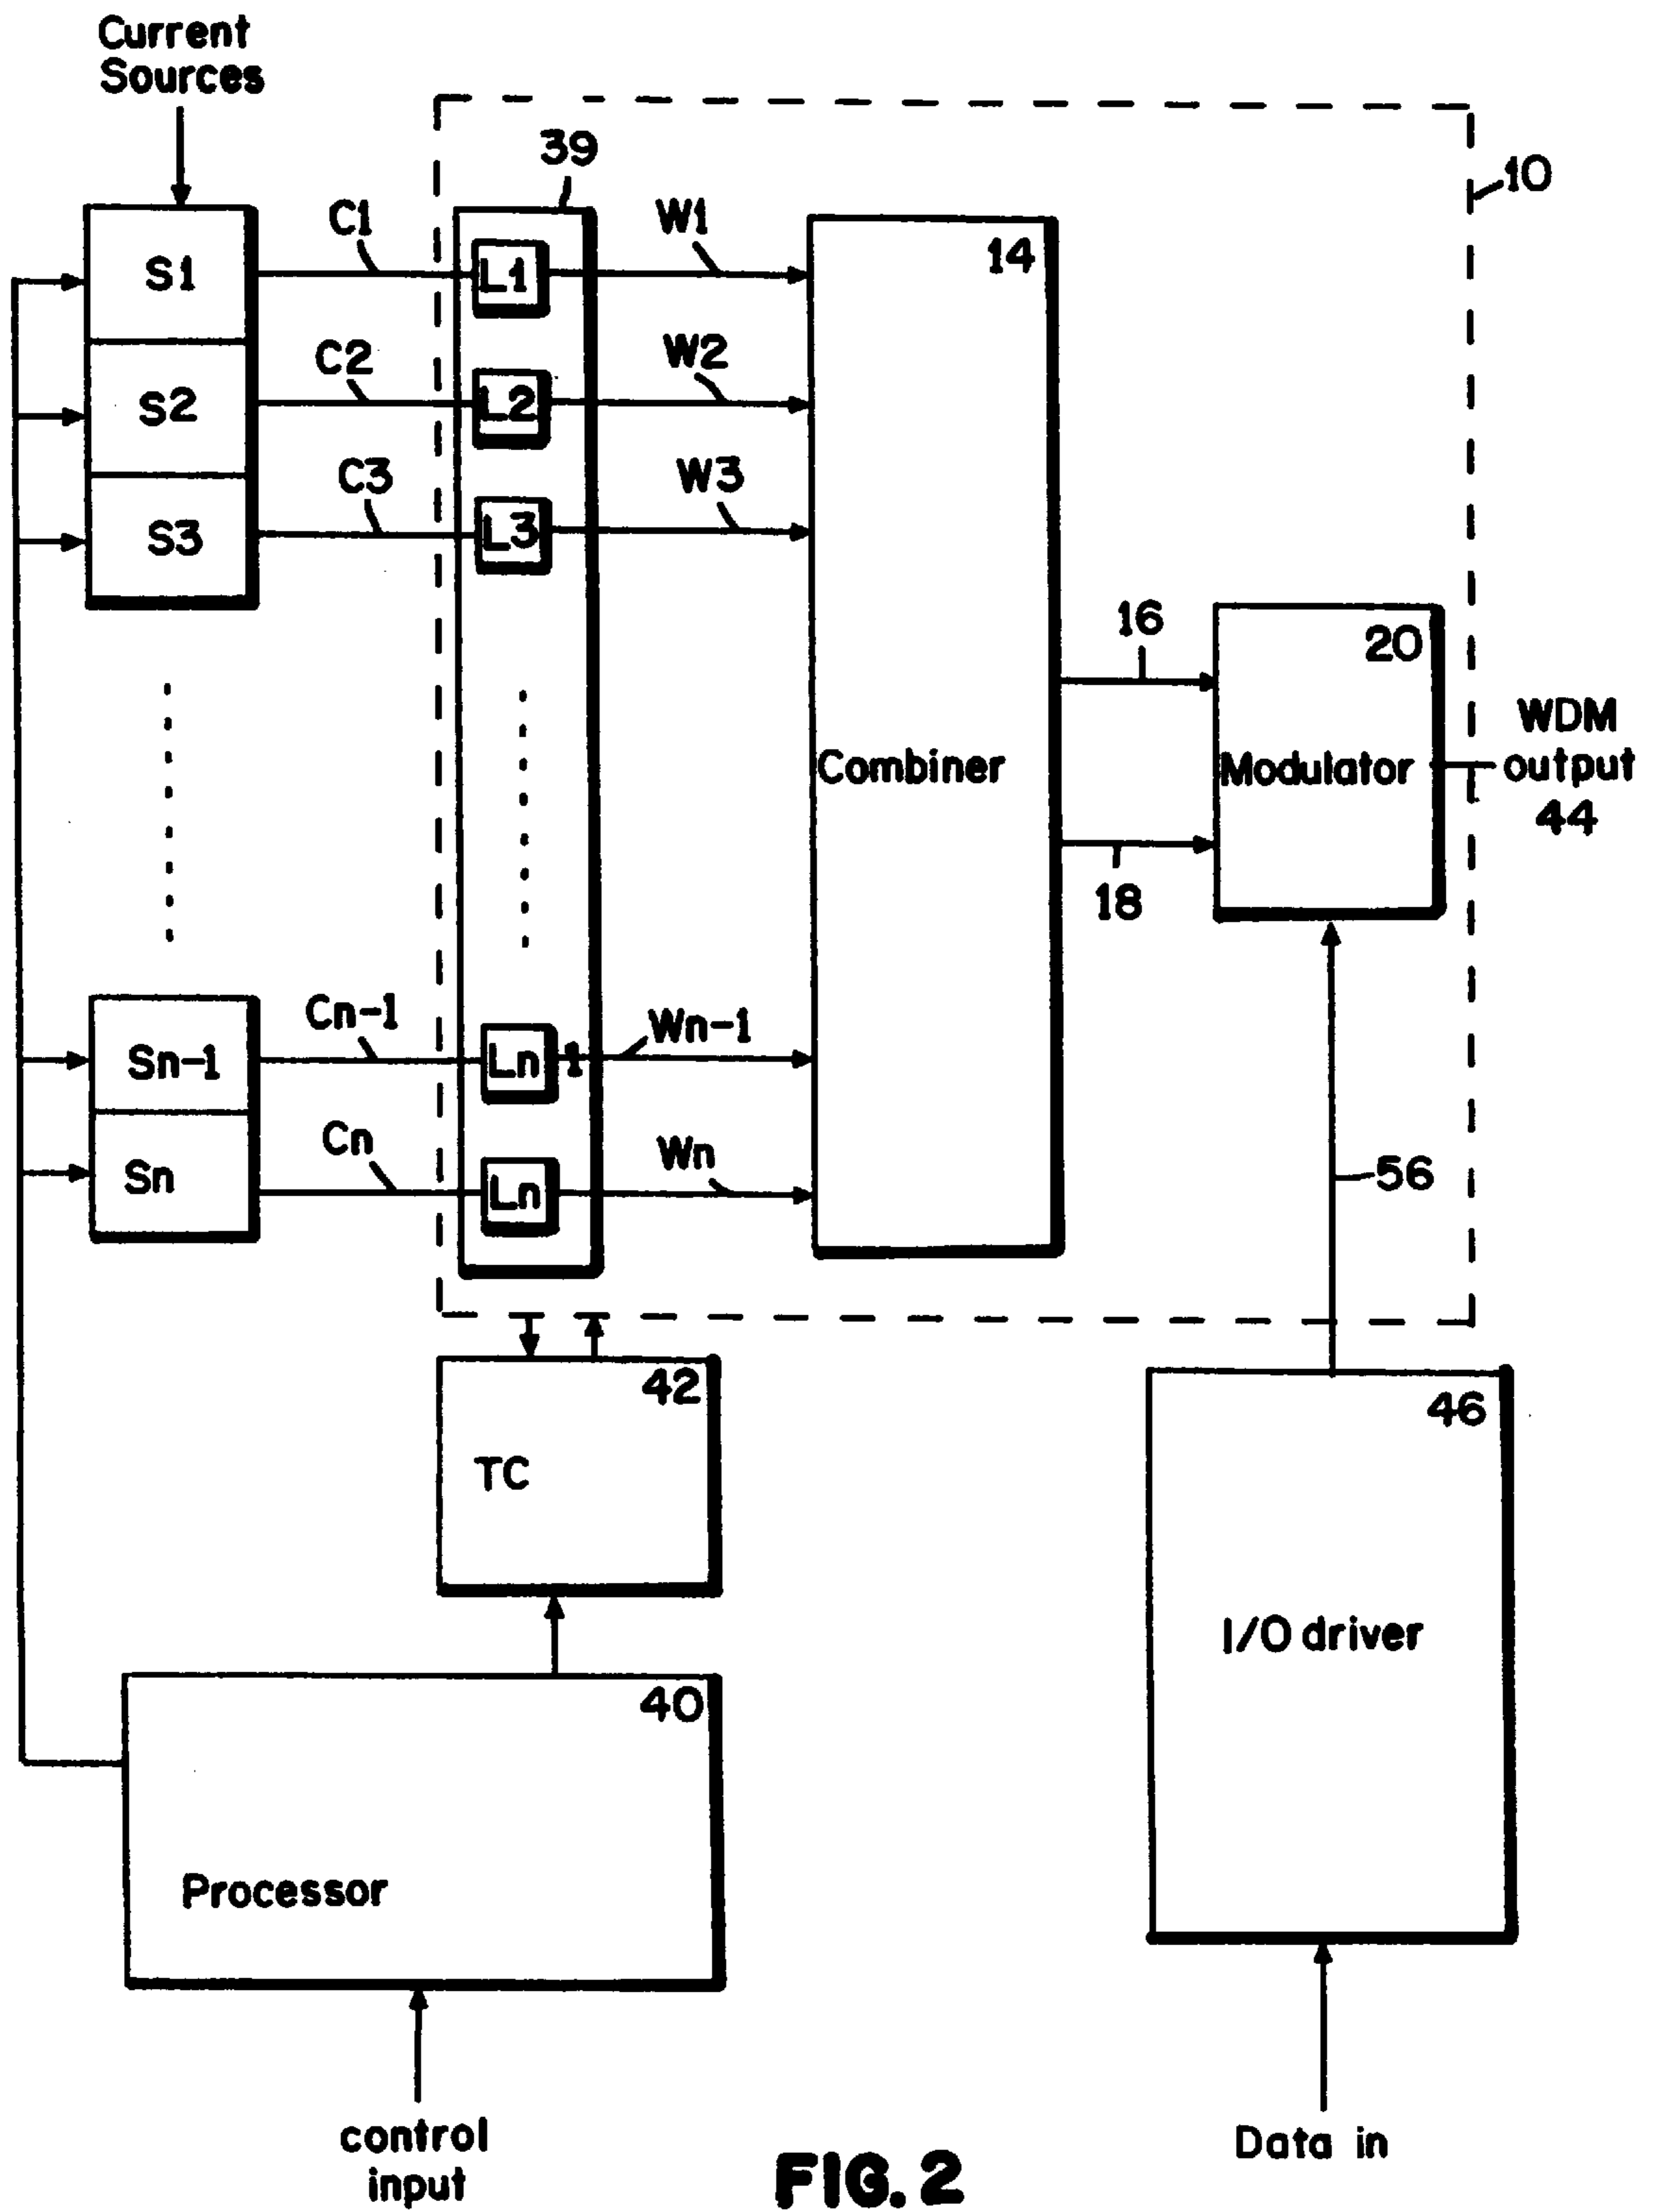 Current
Sources
39
10
C1
W1
S1
L1
14
C2
W2
S2
L2
C3
W3
S3
L3
16
20
WDM
output
44
Combiner
Modulator
18
Cn-1
Wn-1
Sn-1
Ln 1
Cn
Wn
Sn
Ln
56
42
TC
46
I/O driver
40
Processor
control
input
Data in
FIG. 2